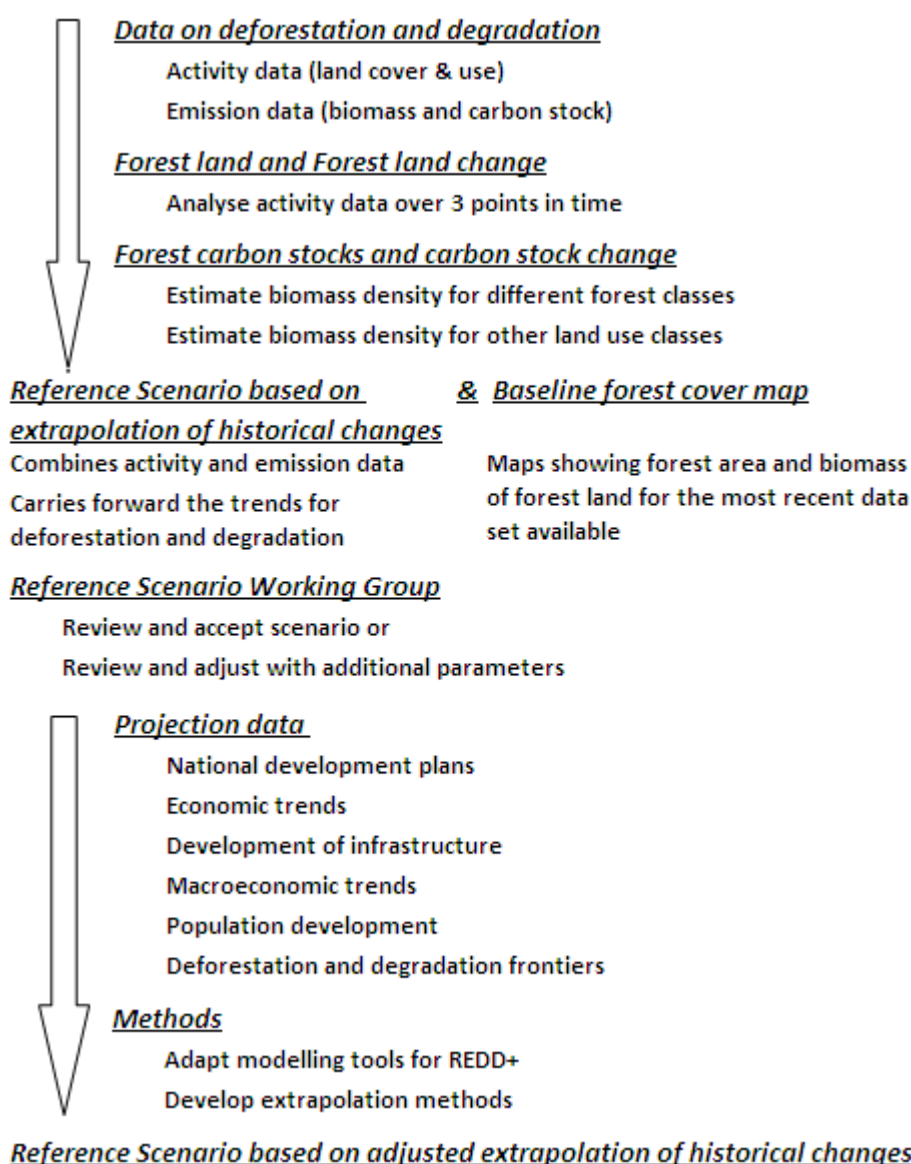 Data on deforestation and degradation
Activity data (land cover & use)
Emission data (biomass and carbon stock)
Forest land and Forest land change
Analyse activity data over 3 points in time
Forest carbon stocks and carbon stock change
Estimate biomass density for different forest classes
Estimate biomass density for other land use classes
Reference Scenario based on
extrapolation of historical changes
& Baseline forest cover map
Combines activity and emission data
Carries forward the trends for
deforestation and degradation
Maps showing forest area and biomass
of forest land for the most recent data
set available
Reference Scenario Working Group
Review and accept scenario or
Review and adjust with additional parameters
Projection data
National development plans
Economic trends
Development of infrastructure
Macroeconomic trends
Population development
Deforestation and degradation frontiers
Methods
Adapt modelling tools for REDD+
Develop extrapolation methods
Reference Scenario based on adjusted extrapolation of historical changes